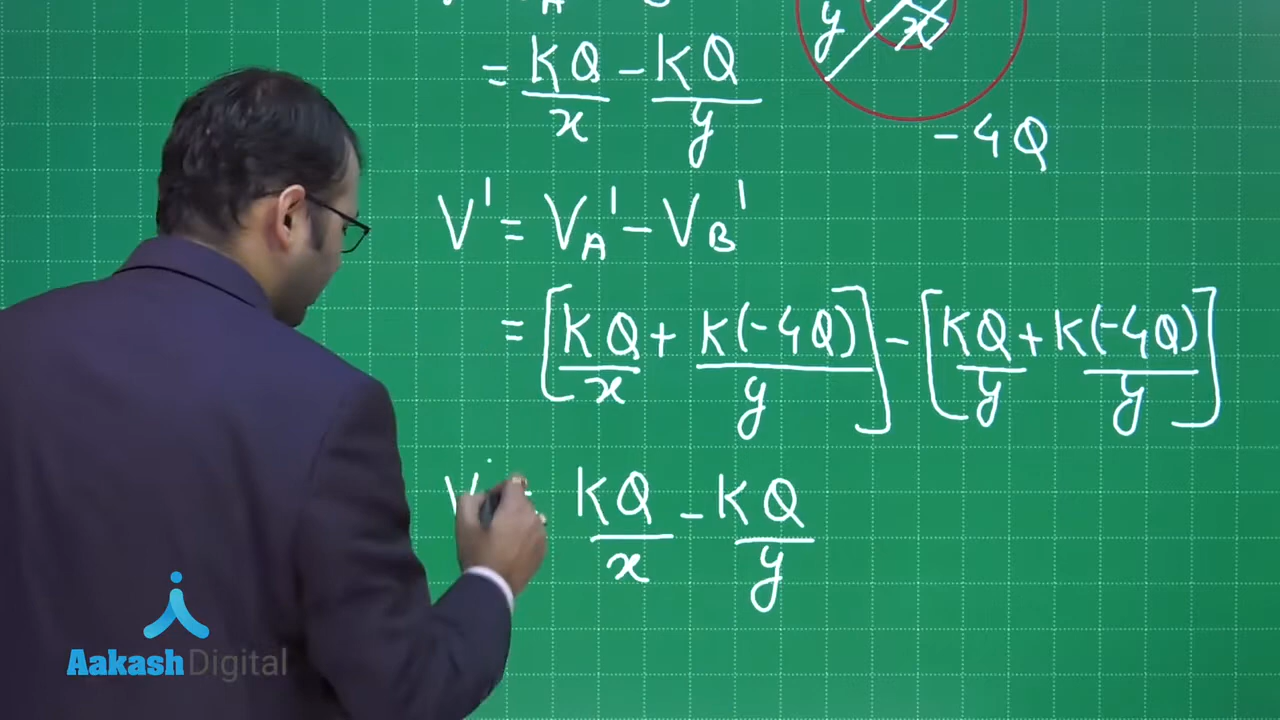 = KQ/x - KQ/y
y x
- 4Q
V' = V_A' - V_B'
= [KQ/x + K(-4Q)/y] - [KQ/y + K(-4Q)/y]
V = KQ/x - KQ/y
Aakash Digital